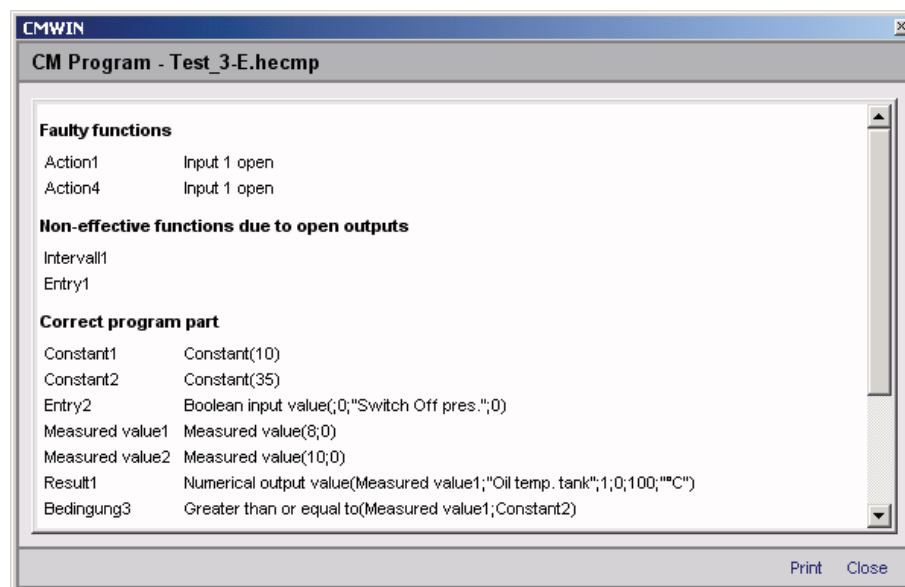 CMWIN
CM Program - Test_3-E.hecmp
Faulty functions
Action1 Input 1 open
Action4 Input 1 open
Non-effective functions due to open outputs
Intervall1
Entry1
Correct program part
Constant1 Constant(10)
Constant2 Constant(35)
Entry2 Boolean input value(;0;"Switch Off pres.";0)
Measured value1 Measured value(8;0)
Measured value2 Measured value(10;0)
Result1 Numerical output value(Measured value1;"Oil temp. tank";1;0;100;"°C")
Bedingung3 Greater than or equal to(Measured value1;Constant2)
Print Close